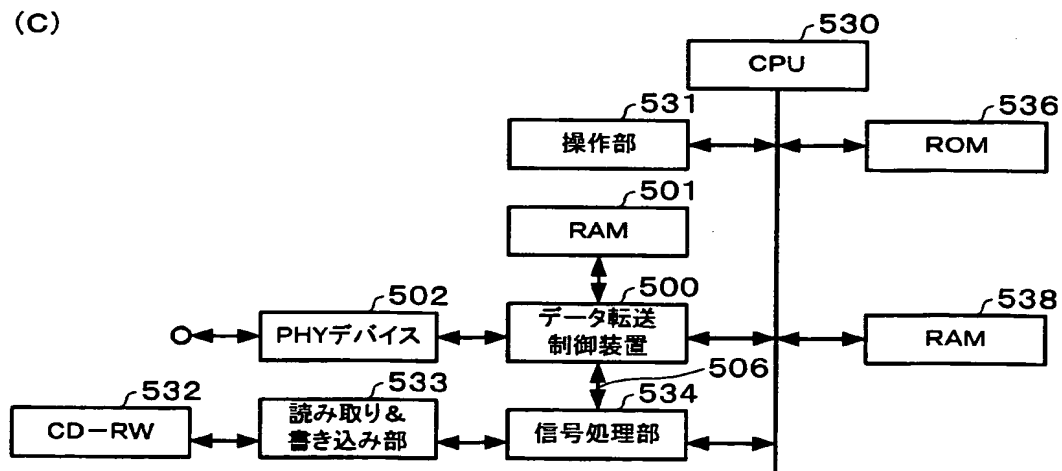 (C)
530
CPU
531
操作部
536
ROM
501
RAM
502
PHYデバイス
500
データ転送
制御装置
538
RAM
506
532
CD-RW
533
読み取り&
書き込み部
534
信号処理部